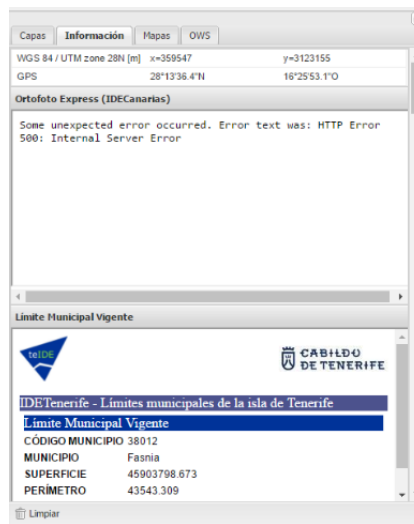 Capas Información Mapas OWS
WGS 84 / UTM zone 28N [m] x=359547 y=3123155
GPS 28°13'36.4"N 16°25'53.1"O
Ortofoto Express (IDECanarias)
Some unexpected error occurred. Error text was: HTTP Error
500: Internal Server Error
Límite Municipal Vigente
teIDE
CABILDO
DE TENERIFE
IDETenerife - Límites municipales de la isla de Tenerife
Límite Municipal Vigente
CÓDIGO MUNICIPIO 38012
MUNICIPIO Fasnia
SUPERFICIE 45903798.673
PERÍMETRO 43543.309
Limpiar